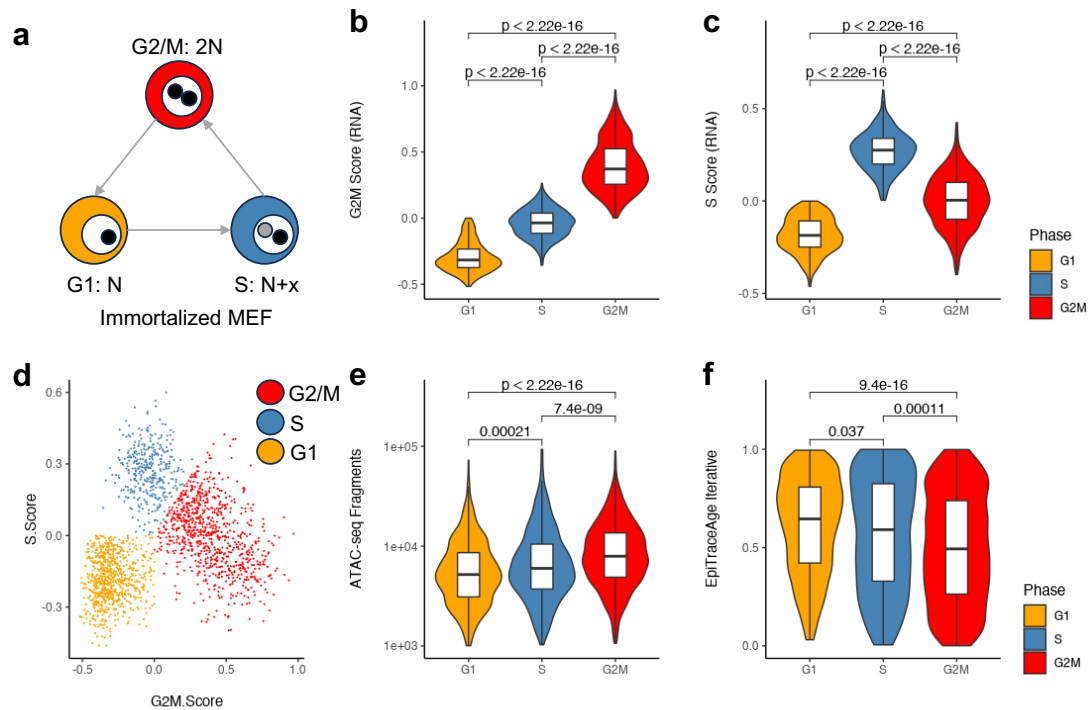 a
G2/M: 2N
G1: N
S: N+x
Immortalized MEF
b
p < 2.22e-16
p < 2.22e-16
p < 2.22e-16
G2M Score (RNA)
1.0
0.5
0.0
-0.5
G1
S
G2M
c
p < 2.22e-16
p < 2.22e-16
p < 2.22e-16
S Score (RNA)
0.5
0.0
-0.5
G1
S
G2M
Phase
G1
S
G2M
d
G2/M
S
G1
S.Score
0.6
0.3
0.0
-0.3
-0.5
0.0
0.5
1.0
G2M.Score
e
p < 2.22e-16
7.4e-09
0.00021
ATAC-seq Fragments
1e+05
1e+04
1e+03
G1
S
G2M
f
9.4e-16
0.00011
0.037
EpiTraceAge Iterative
1.0
0.5
0.0
G1
S
G2M
Phase
G1
S
G2M